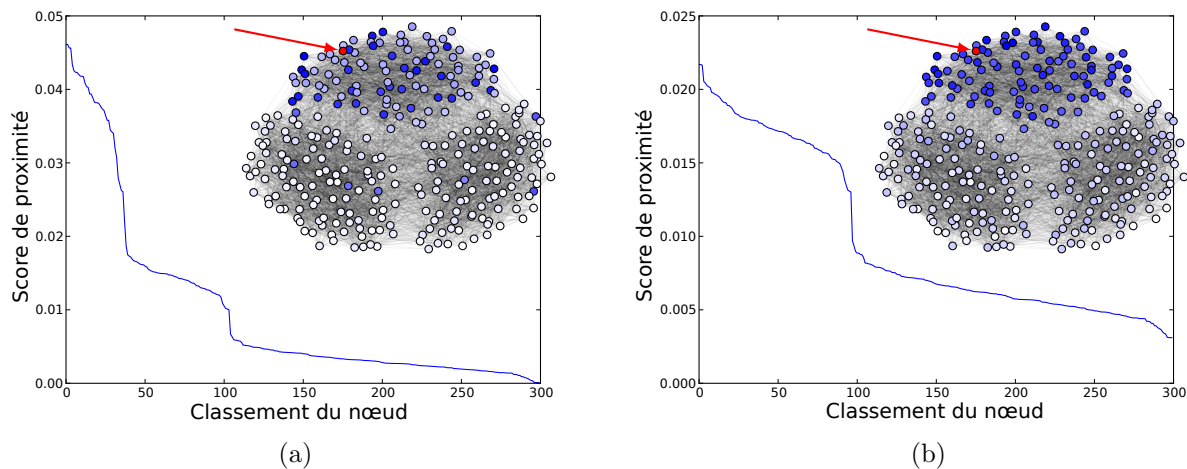 0.05
0.04
0.03
0.02
0.01
0.00
Score de proximité
0 50 100 150 200 250 300
Classement du nœud
(a)
0.025
0.020
0.015
0.010
0.005
0.000
Score de proximité
0 50 100 150 200 250 300
Classement du nœud
(b)